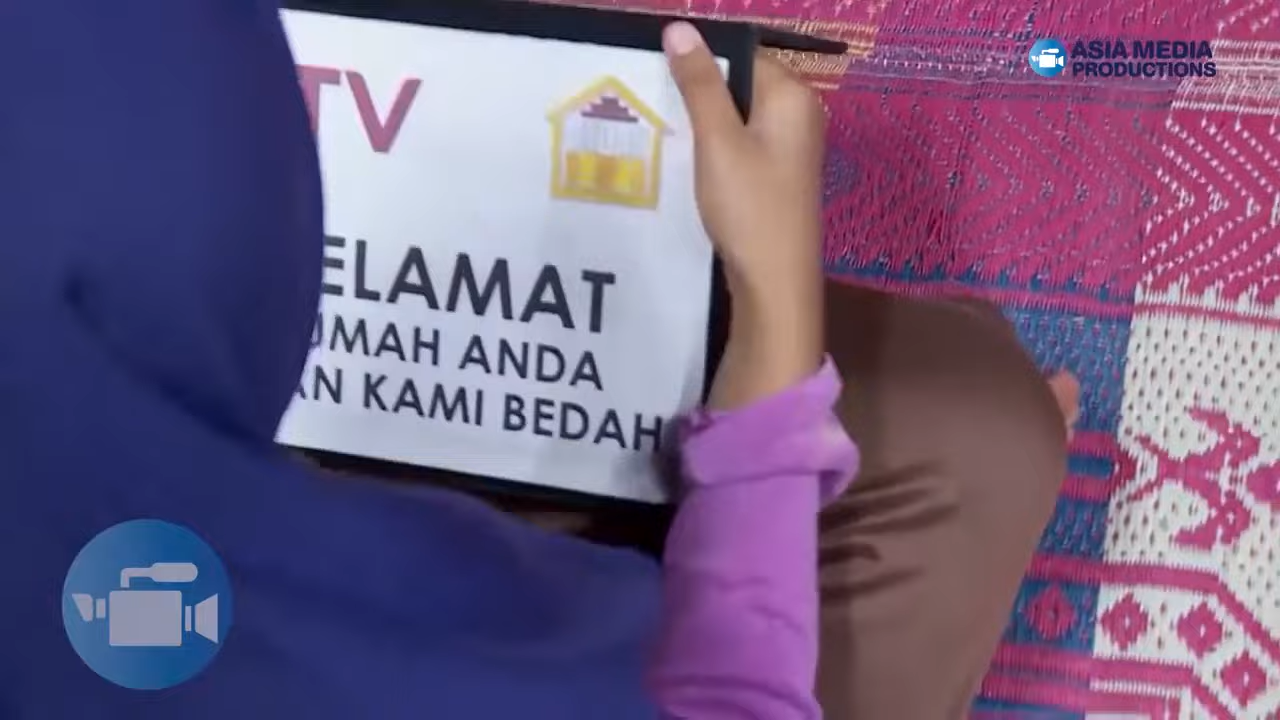 ASIA MEDIA
PRODUCTIONS
TV
ELAMAT
UMAH ANDA
AN KAMI BEDAH